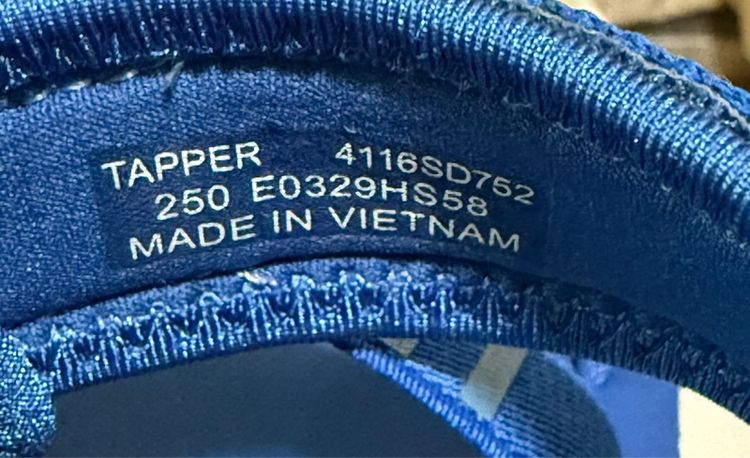 TAPPER 4116SD752
250 E0329HS58
MADE IN VIETNAM